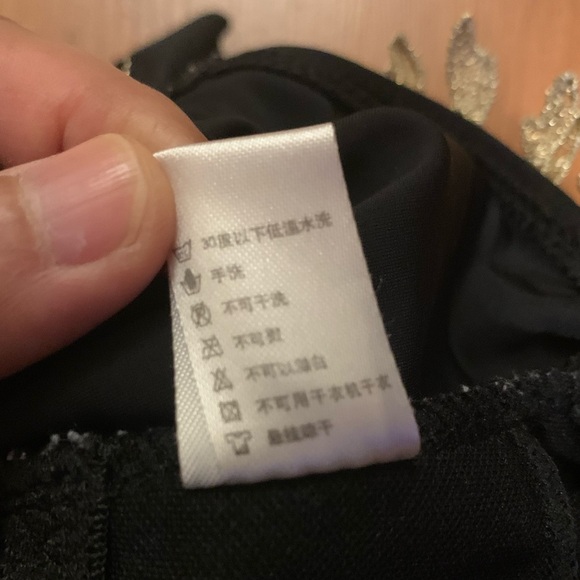 30度以下低温水洗
手洗
不可干洗
不可熨
不可以漂白
不可用干衣机干衣
悬挂晾干